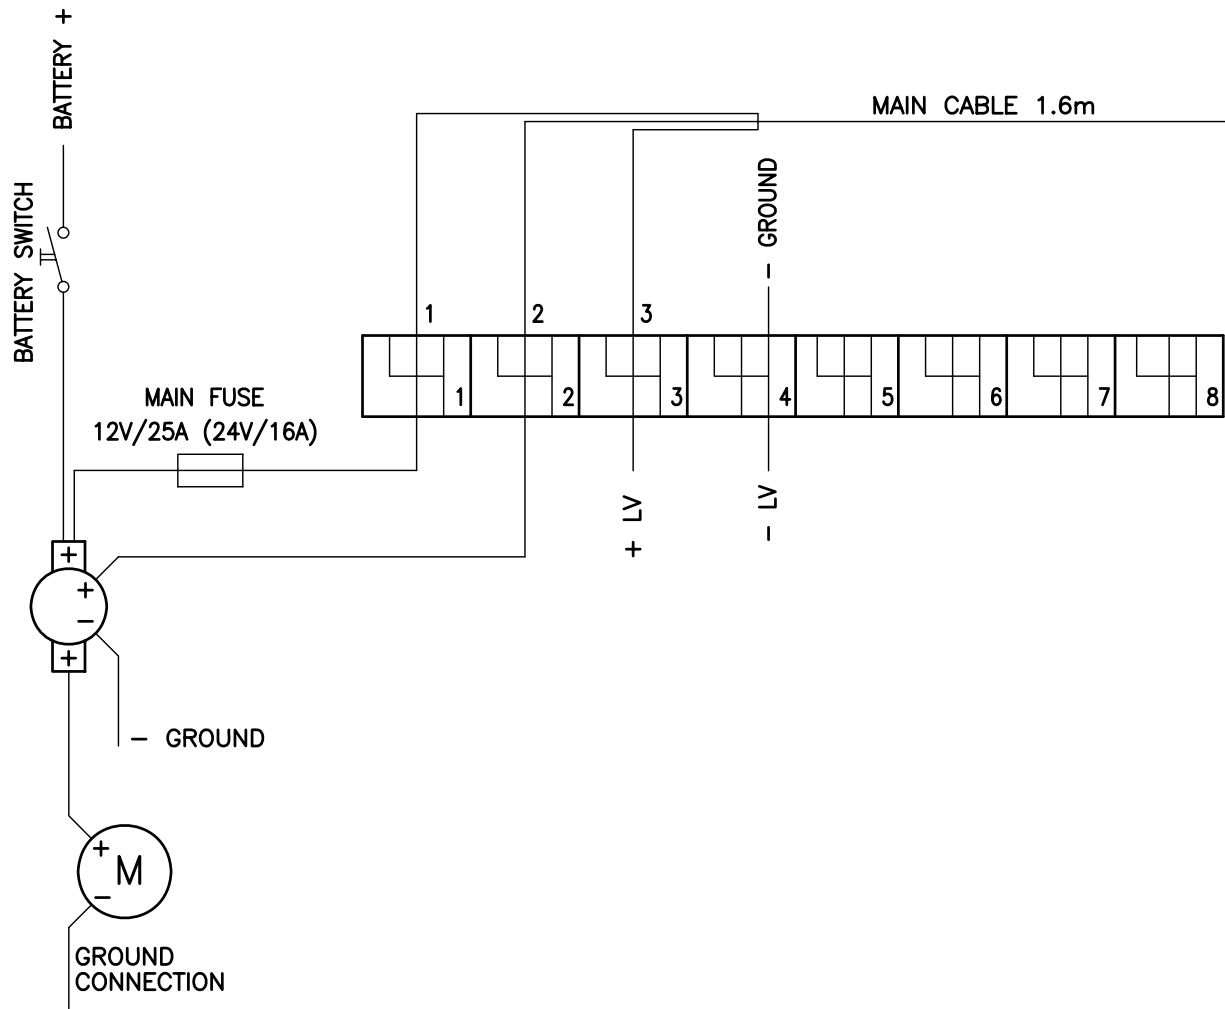 BATTERY +
MAIN CABLE 1.6m
BATTERY SWITCH
- GROUND
1 2 3
1 2 3 4 5 6 7 8
MAIN FUSE
12V/25A (24V/16A)
+ LV
- LV
+
+
-
+
- GROUND
+
M
-
GROUND
CONNECTION